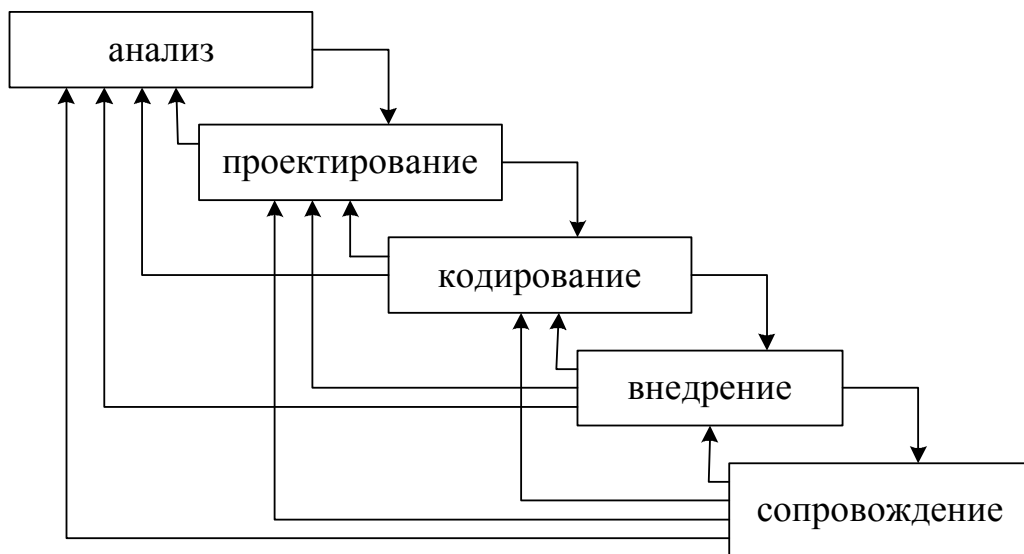 анализ
проектирование
кодирование
внедрение
сопровождение